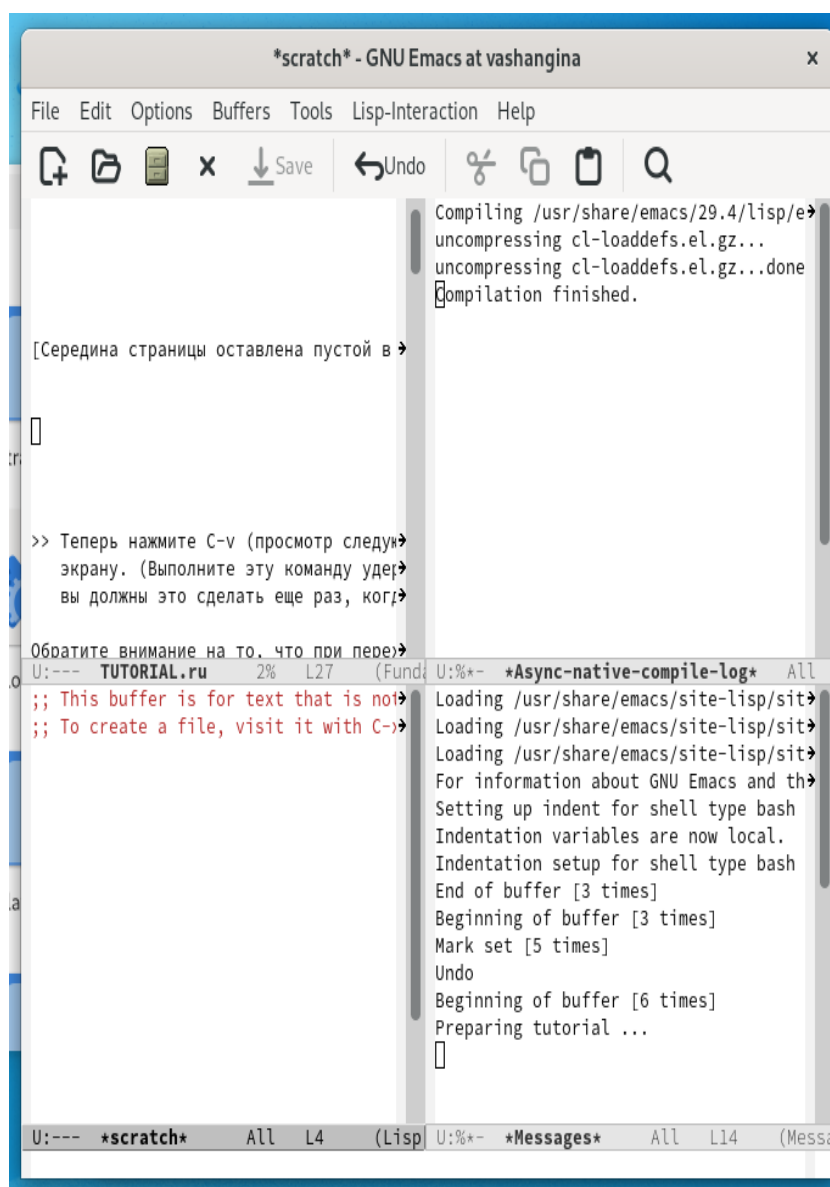 *scratch* - GNU Emacs at vashangina
File Edit Options Buffers Tools Lisp-Interaction Help
Save Undo
[Середина страницы оставлена пустой в
>> Теперь нажмите C-v (просмотр следую
экрану. (Выполните эту команду удер
вы должны это сделать еще раз, когд
Обратите внимание на то, что при перех
U:--- TUTORIAL.ru 2% L27 (Funda
Compiling /usr/share/emacs/29.4/lisp/e
uncompressing cl-loaddefs.el.gz...
uncompressing cl-loaddefs.el.gz...done
Compilation finished.
U:%*- *Async-native-compile-log* All
;; This buffer is for text that is not
;; To create a file, visit it with C-x
U:--- *scratch* All L4 (Lisp
Loading /usr/share/emacs/site-lisp/sit
Loading /usr/share/emacs/site-lisp/sit
Loading /usr/share/emacs/site-lisp/sit
For information about GNU Emacs and th
Setting up indent for shell type bash
Indentation variables are now local.
Indentation setup for shell type bash
End of buffer [3 times]
Beginning of buffer [3 times]
Mark set [5 times]
Undo
Beginning of buffer [6 times]
Preparing tutorial ...
U:%*- *Messages* All L14 (Messa